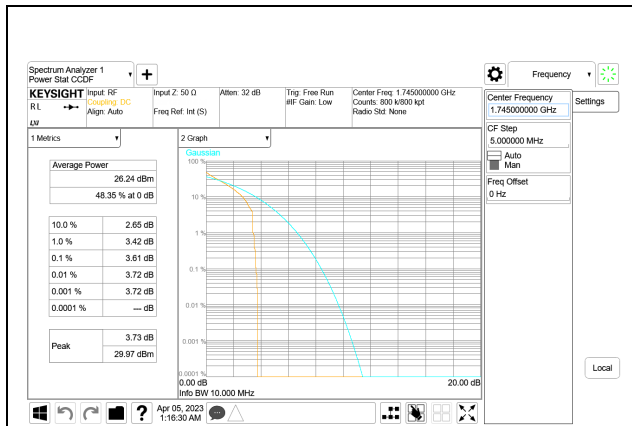 Spectrum Analyzer 1
Power Stat CCDF
Frequency
KEYSIGHT
RL
LXI
Input: RF
Coupling: DC
Align: Auto
Input Z: 50 Ω
Freq Ref: Int (S)
Atten: 32 dB
Trig: Free Run
#IF Gain: Low
Center Freq: 1.745000000 GHz
Counts: 800 k/800 kpt
Radio Std: None
Center Frequency
1.745000000 GHz
Settings
CF Step
5.000000 MHz
Auto
Man
Freq Offset
0 Hz
1 Metrics
Average Power
26.24 dBm
48.35 % at 0 dB
10.0 % 2.65 dB
1.0 % 3.42 dB
0.1 % 3.61 dB
0.01 % 3.72 dB
0.001 % 3.72 dB
0.0001 % --- dB
Peak 3.73 dB
29.97 dBm
2 Graph
Gaussian
100 %
10 %
1 %
0.1 %
0.01 %
0.001 %
0.0001 %
0.00 dB 20.00 dB
Info BW 10.000 MHz
Local
? Apr 05, 2023
1:16:30 AM